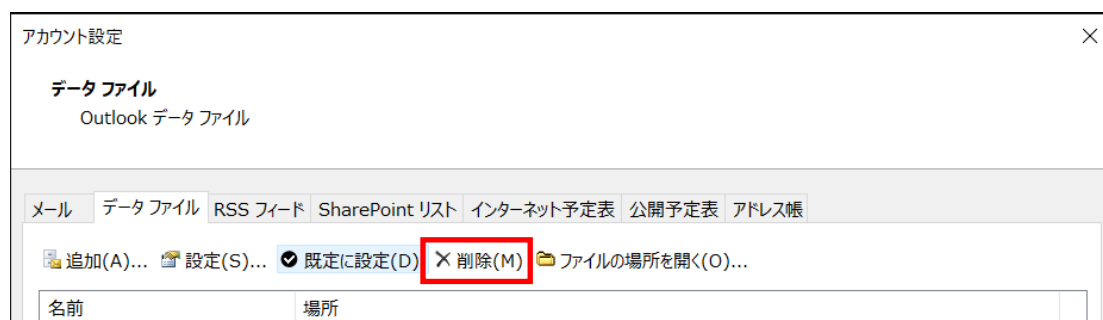 アカウント設定
データ ファイル
Outlook データ ファイル
メール データ ファイル RSS フィード SharePoint リスト インターネット予定表 公開予定表 アドレス帳
追加(A)... 設定(S)... 既定に設定(D) 削除(M) ファイルの場所を開く(O)...
名前 場所